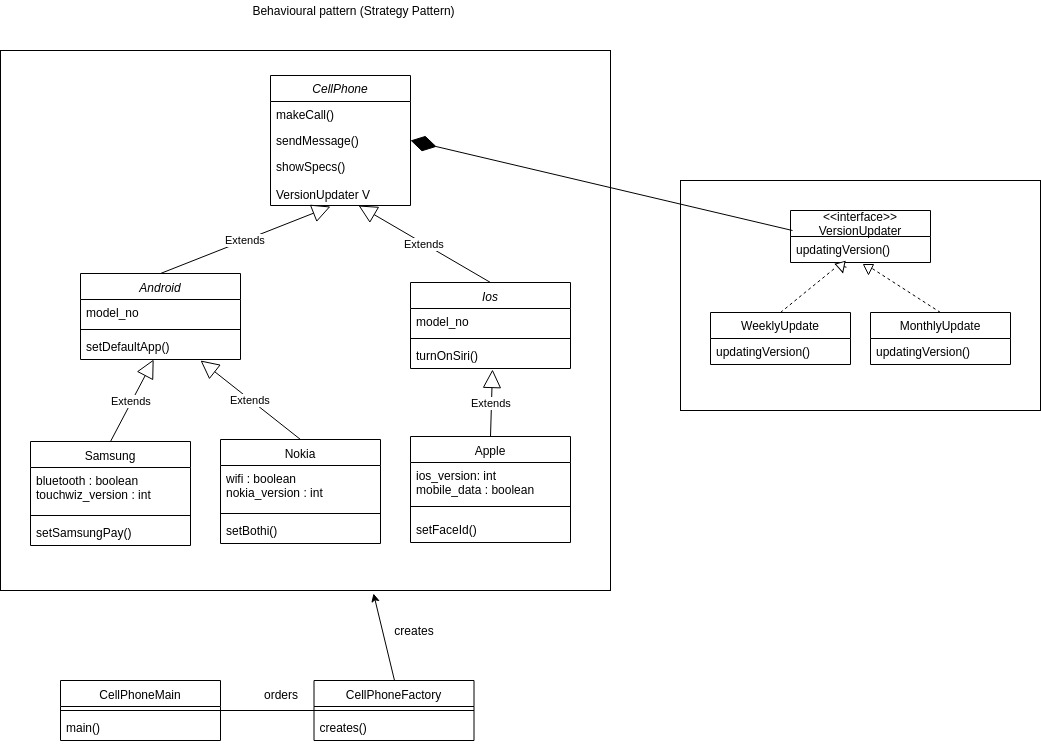 Behavioural pattern (Strategy Pattern)
CellPhone
makeCall()
sendMessage()
showSpecs()
VersionUpdater V
Extends
Extends
Android
model_no
setDefaultApp()
Ios
model_no
turnOnSiri()
Extends
Extends
Extends
Samsung
bluetooth : boolean
touchwiz_version : int
setSamsungPay()
Nokia
wifi : boolean
nokia_version : int
setBothi()
Apple
ios_version: int
mobile_data : boolean
setFaceId()
<<interface>>
VersionUpdater
updatingVersion()
WeeklyUpdate
updatingVersion()
MonthlyUpdate
updatingVersion()
creates
CellPhoneMain
main()
orders
CellPhoneFactory
creates()